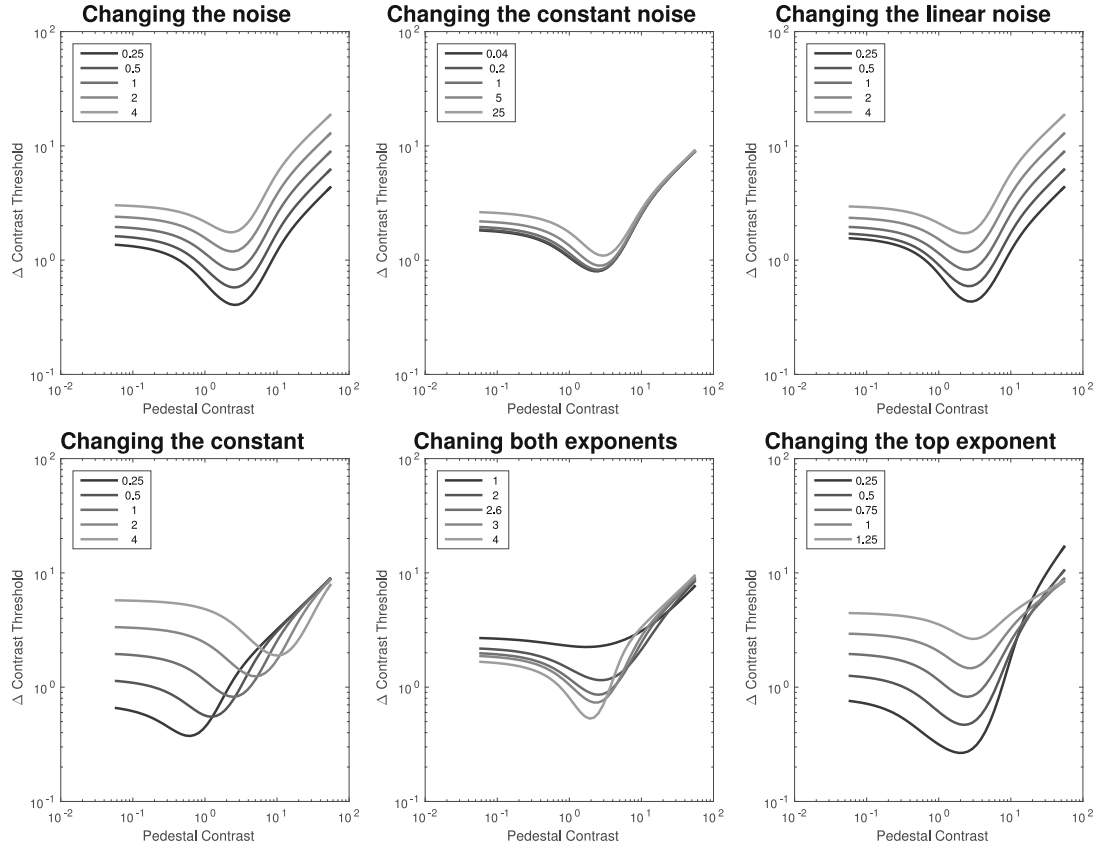 Changing the noise
Changing the constant noise
Changing the linear noise
10^2
0.25
0.5
1
2
4
10^1
10^0
10^-1
Δ Contrast Threshold
10^-2 10^-1 10^0 10^1 10^2
Pedestal Contrast
10^2
0.04
0.2
1
5
25
10^1
10^0
10^-1
Δ Contrast Threshold
10^-2 10^-1 10^0 10^1 10^2
Pedestal Contrast
10^2
0.25
0.5
1
2
4
10^1
10^0
10^-1
Δ Contrast Threshold
10^-2 10^-1 10^0 10^1 10^2
Pedestal Contrast
Changing the constant
Chaning both exponents
Changing the top exponent
10^2
0.25
0.5
1
2
4
10^1
10^0
10^-1
Δ Contrast Threshold
10^-2 10^-1 10^0 10^1 10^2
Pedestal Contrast
10^2
1
2
2.6
3
4
10^1
10^0
10^-1
Δ Contrast Threshold
10^-2 10^-1 10^0 10^1 10^2
Pedestal Contrast
10^2
0.25
0.5
0.75
1
1.25
10^1
10^0
10^-1
Δ Contrast Threshold
10^-2 10^-1 10^0 10^1 10^2
Pedestal Contrast